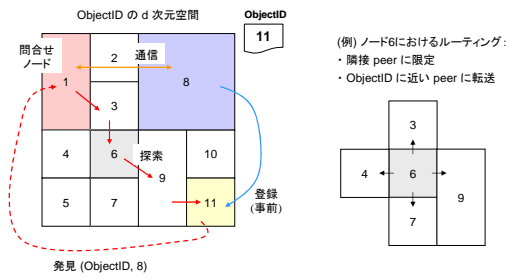 ObjectID の d 次元空間
ObjectID
11
問合せ
ノード
1
2
通信
8
3
4
6
探索
9
10
5
7
11
登録
(事前)
発見 (ObjectID, 8)
(例) ノード6におけるルーティング :
・ 隣接 peer に限定
・ ObjectID に近い peer に転送
3
4
6
9
7